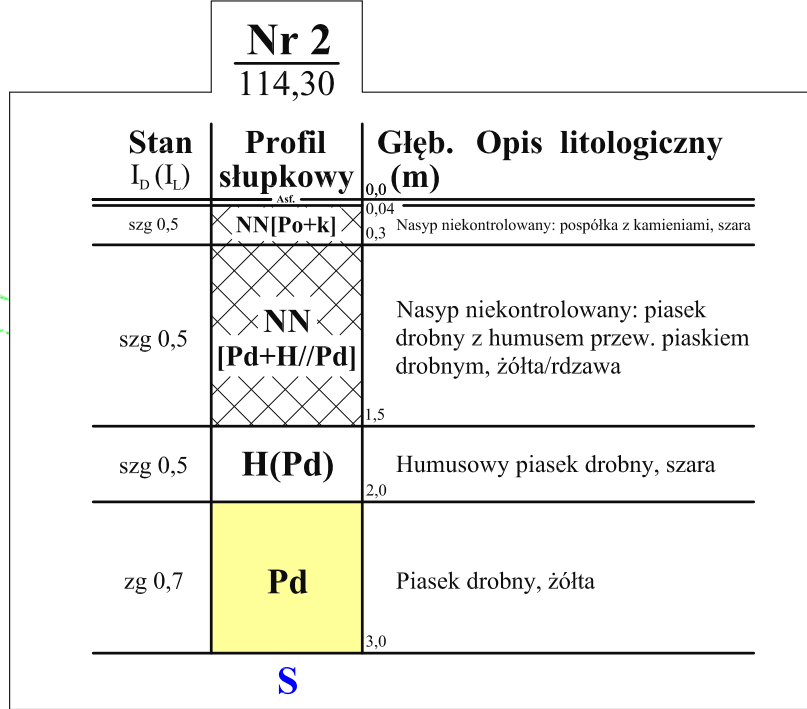 Nr 2
114,30
Stan Profil Głęb. Opis litologiczny
I_D (I_L) słupkowy (m)
0,0
Asf.
0,04
szg 0,5 NN[Po+k] 0,3 Nasyp niekontrolowany: pospółka z kamieniami, szara
szg 0,5
NN
[Pd+H//Pd]
Nasyp niekontrolowany: piasek
drobny z humusem przew. piaskiem
drobnym, żółta/rdzawa
1,5
szg 0,5 H(Pd) Humusowy piasek drobny, szara
2,0
zg 0,7 Pd Piasek drobny, żółta
3,0
S